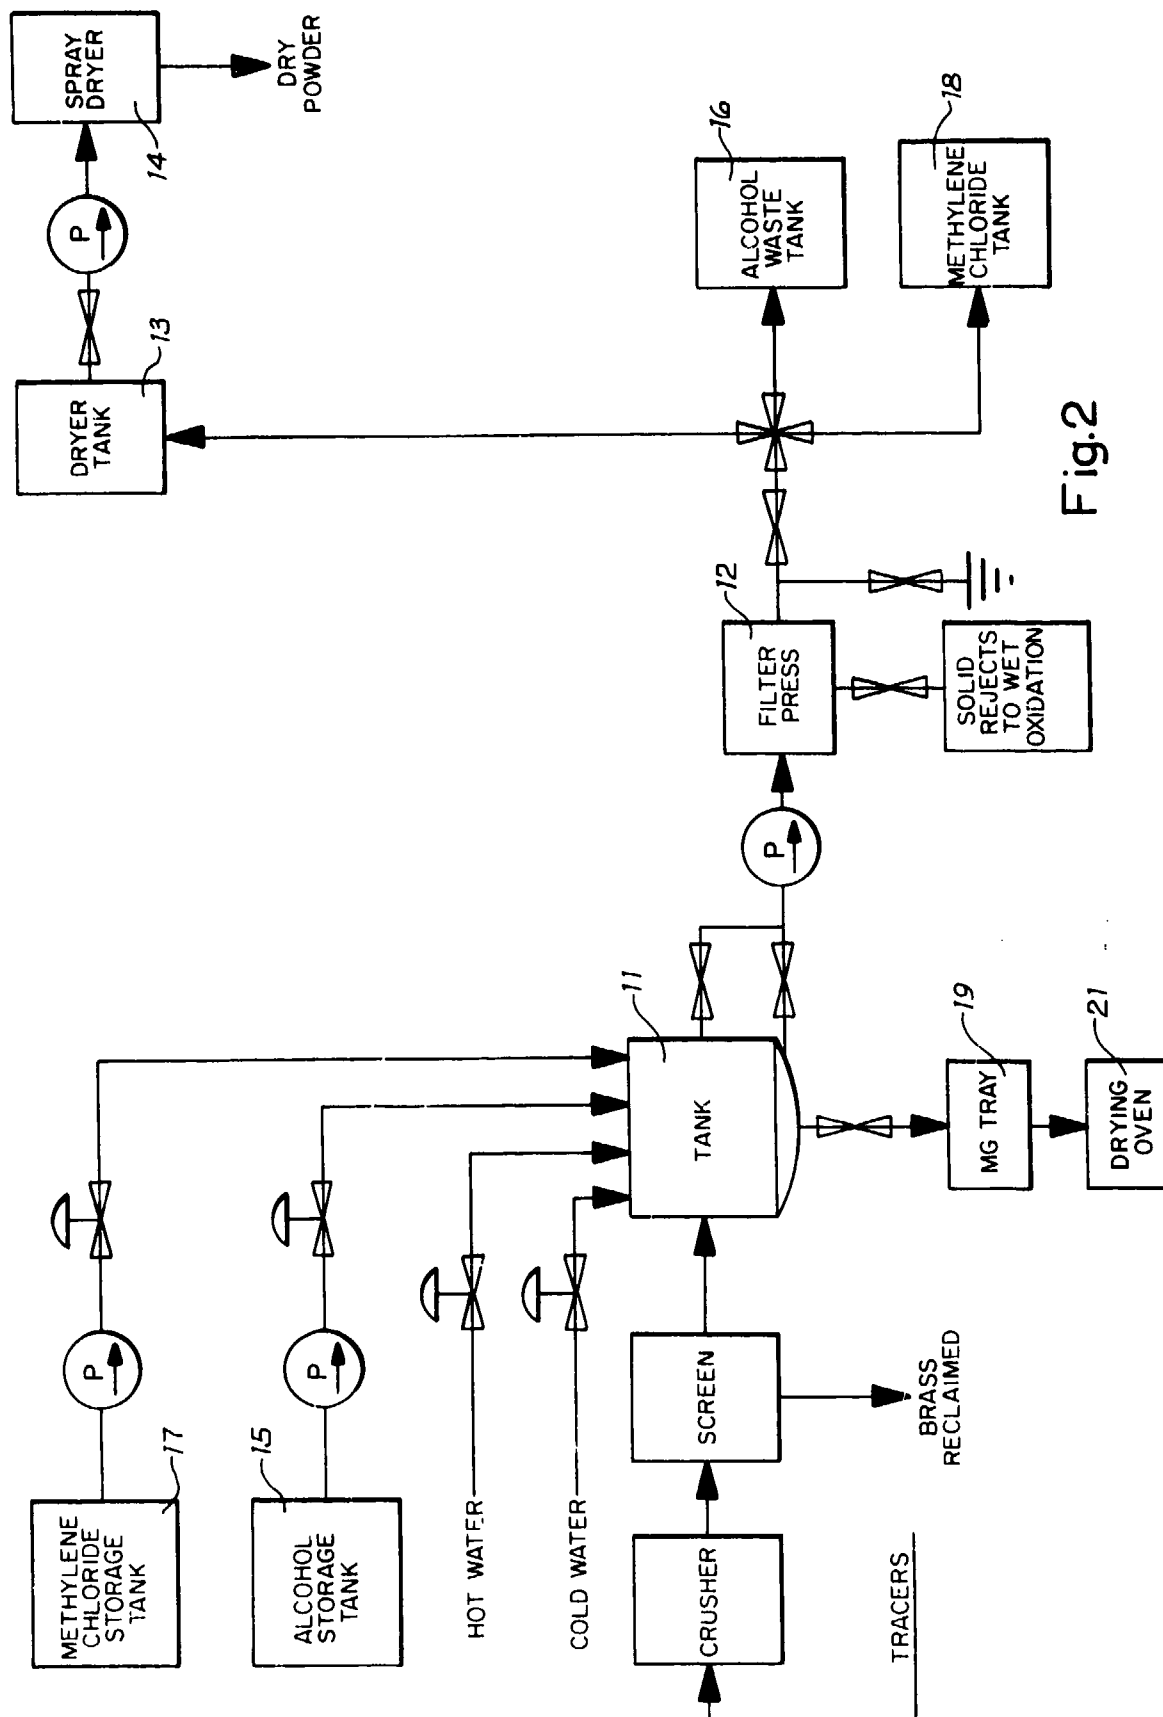 METHYLENE
CHLORIDE
STORAGE
TANK
17
P
ALCOHOL
STORAGE
TANK
15
P
HOT WATER
COLD WATER
CRUSHER
SCREEN
BRASS
RECLAIMED
TRACERS
TANK
11
MG TRAY
19
DRYING
OVEN
21
P
FILTER
PRESS
12
SOLID
REJECTS
TO WET
OXIDATION
DRYER
TANK
13
P
SPRAY
DRYER
14
DRY
POWDER
ALCOHOL
WASTE
TANK
16
METHYLENE
CHLORIDE
TANK
18
Fig.2